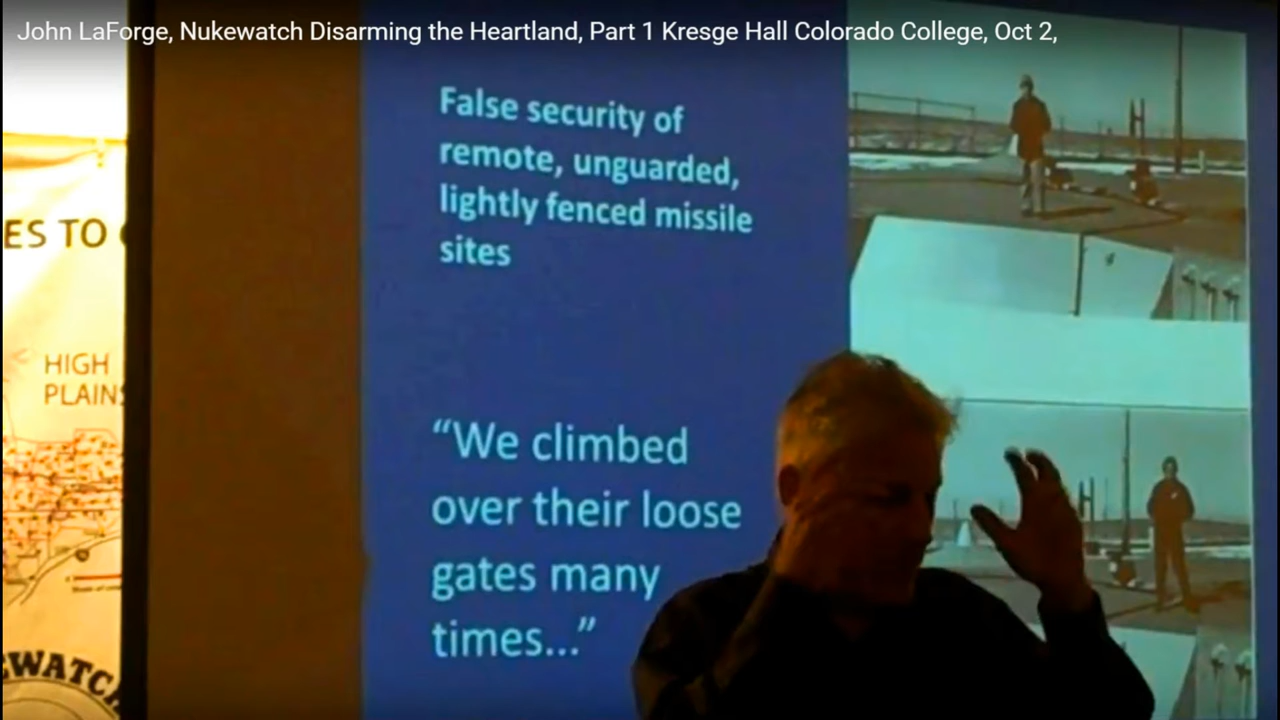 John LaForge, Nukewatch Disarming the Heartland, Part 1 Kresge Hall Colorado College, Oct 2,
False security of
remote, unguarded,
lightly fenced missile
sites
“We climbed
over their loose
gates many
times...”
ES TO
HIGH
PLAINS
EWATC